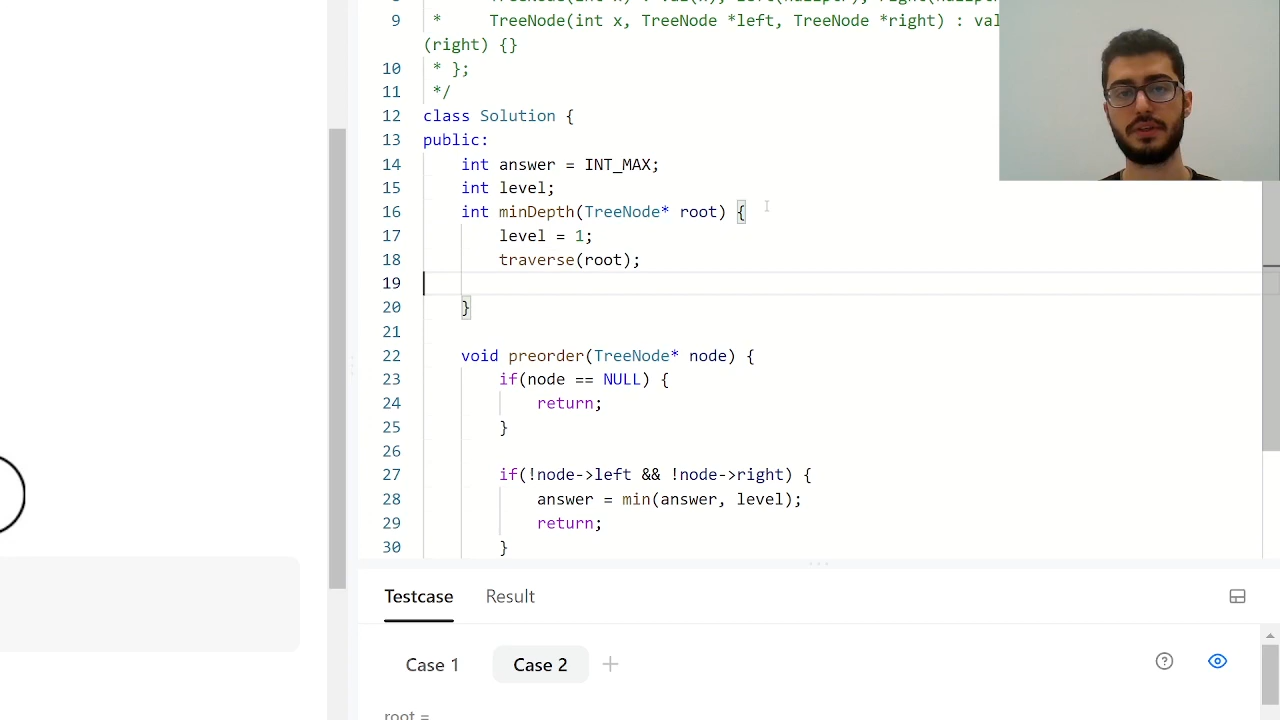 9 * TreeNode(int x, TreeNode *left, TreeNode *right) : val
(right) {}
10 * };
11 */
12 class Solution {
13 public:
14 int answer = INT_MAX;
15 int level;
16 int minDepth(TreeNode* root) {
17 level = 1;
18 traverse(root);
19
20 }
21
22 void preorder(TreeNode* node) {
23 if(node == NULL) {
24 return;
25 }
26
27 if(!node->left && !node->right) {
28 answer = min(answer, level);
29 return;
30 }
Testcase Result
Case 1 Case 2 +
root =